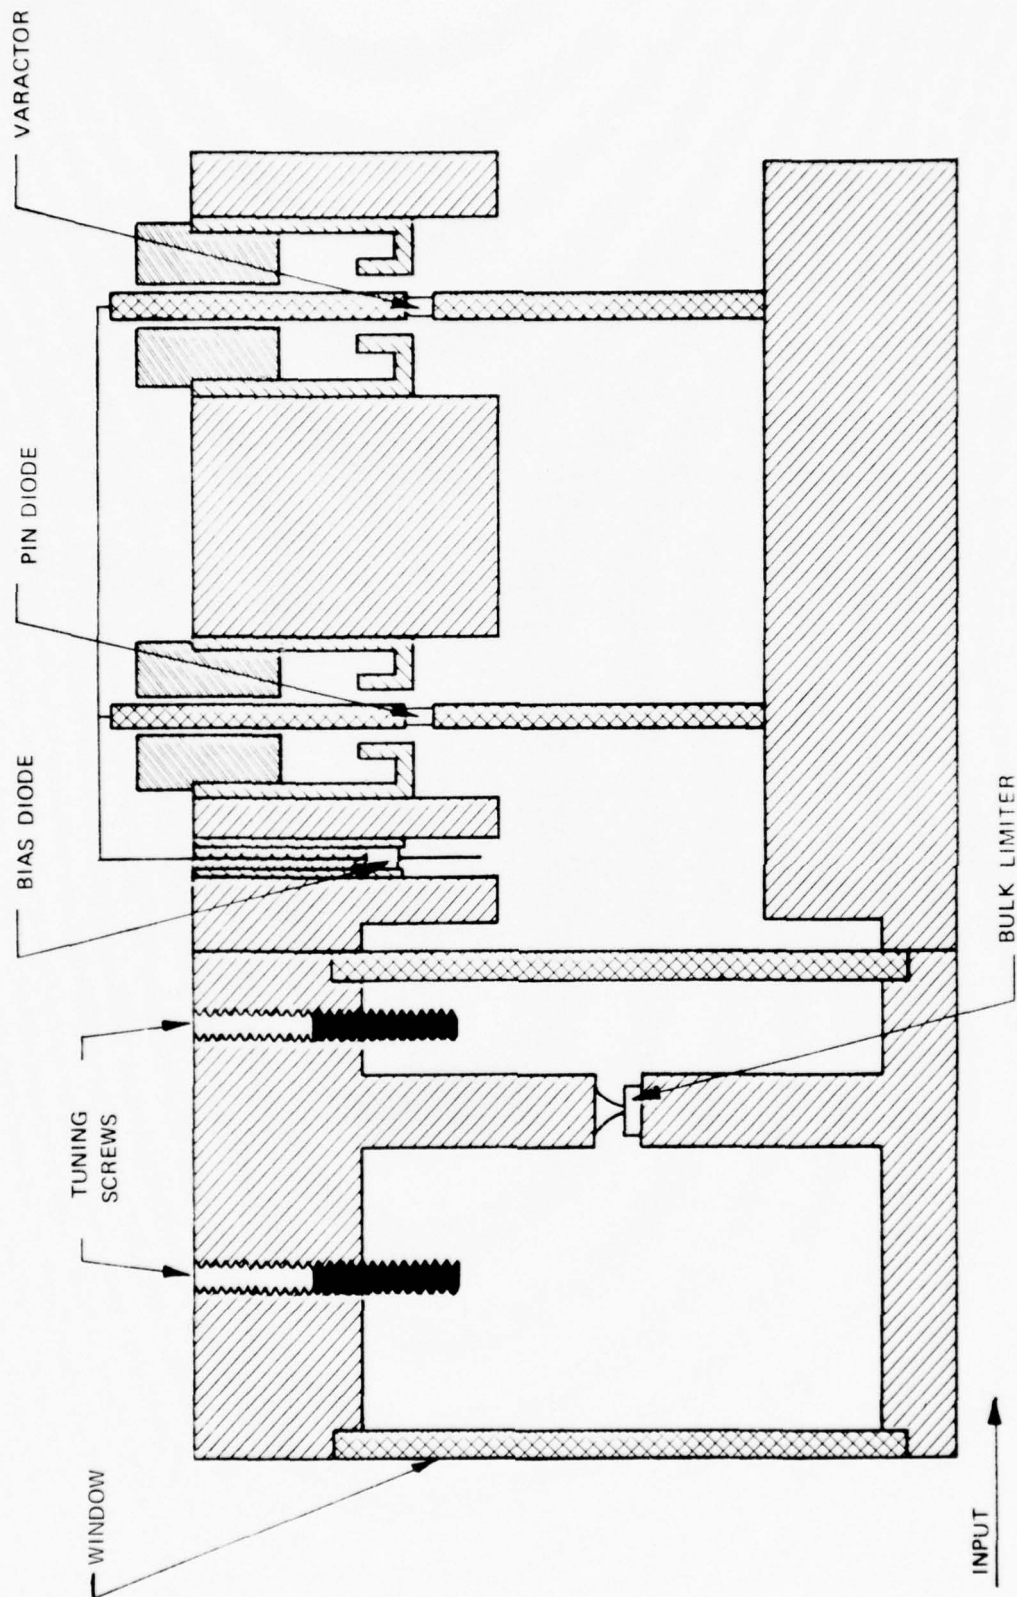 VARACTOR
PIN DIODE
BIAS DIODE
TUNING
SCREWS
WINDOW
BULK LIMITER
INPUT